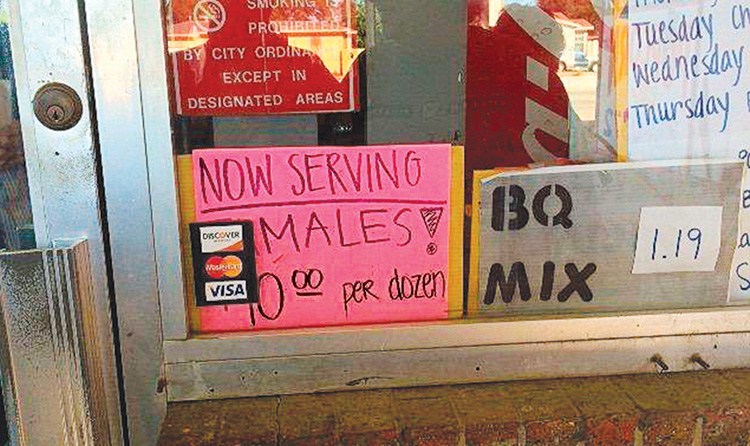 SMOKING IS
PROHIBITED
BY CITY
EXCEPT IN
DESIGNATED AREAS
NOW SERVING
MALES!
10.00 per dozen
DISCOVER
MasterCard
VISA
BQ
MIX
1.19
Tuesday
Wednesday
Thursday